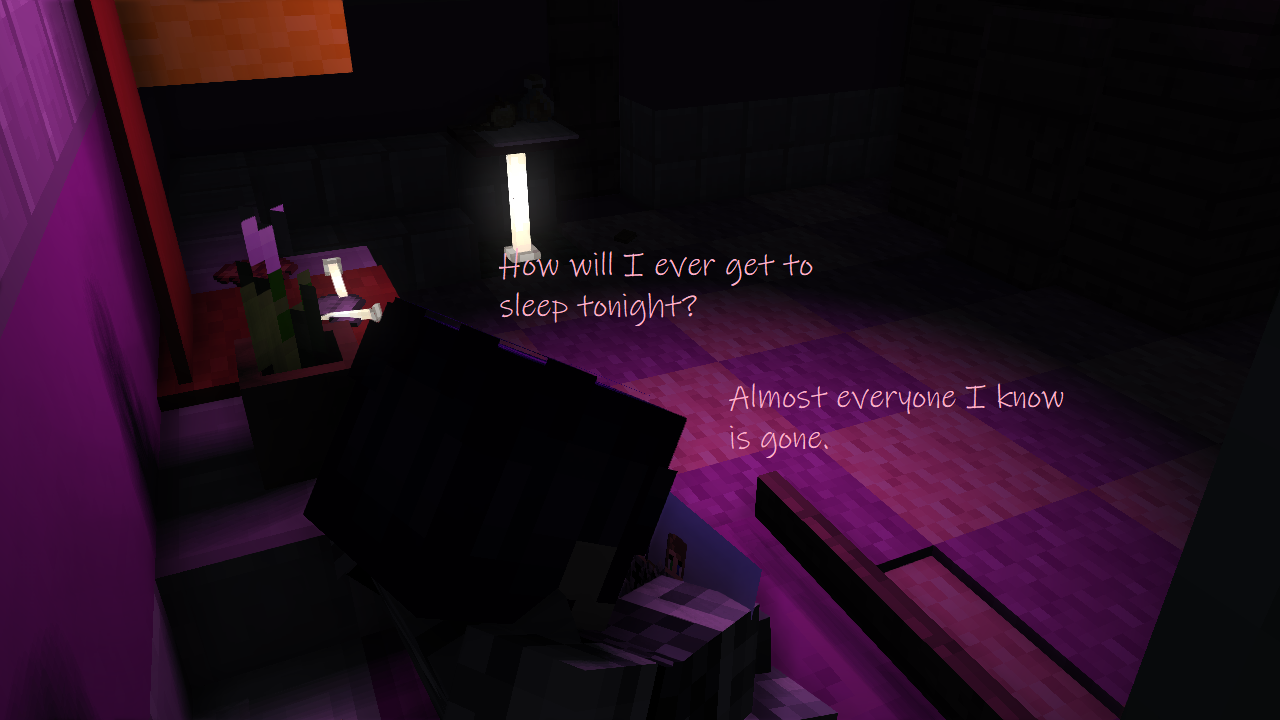 How will I ever get to
sleep tonight?
Almost everyone I know
is gone.